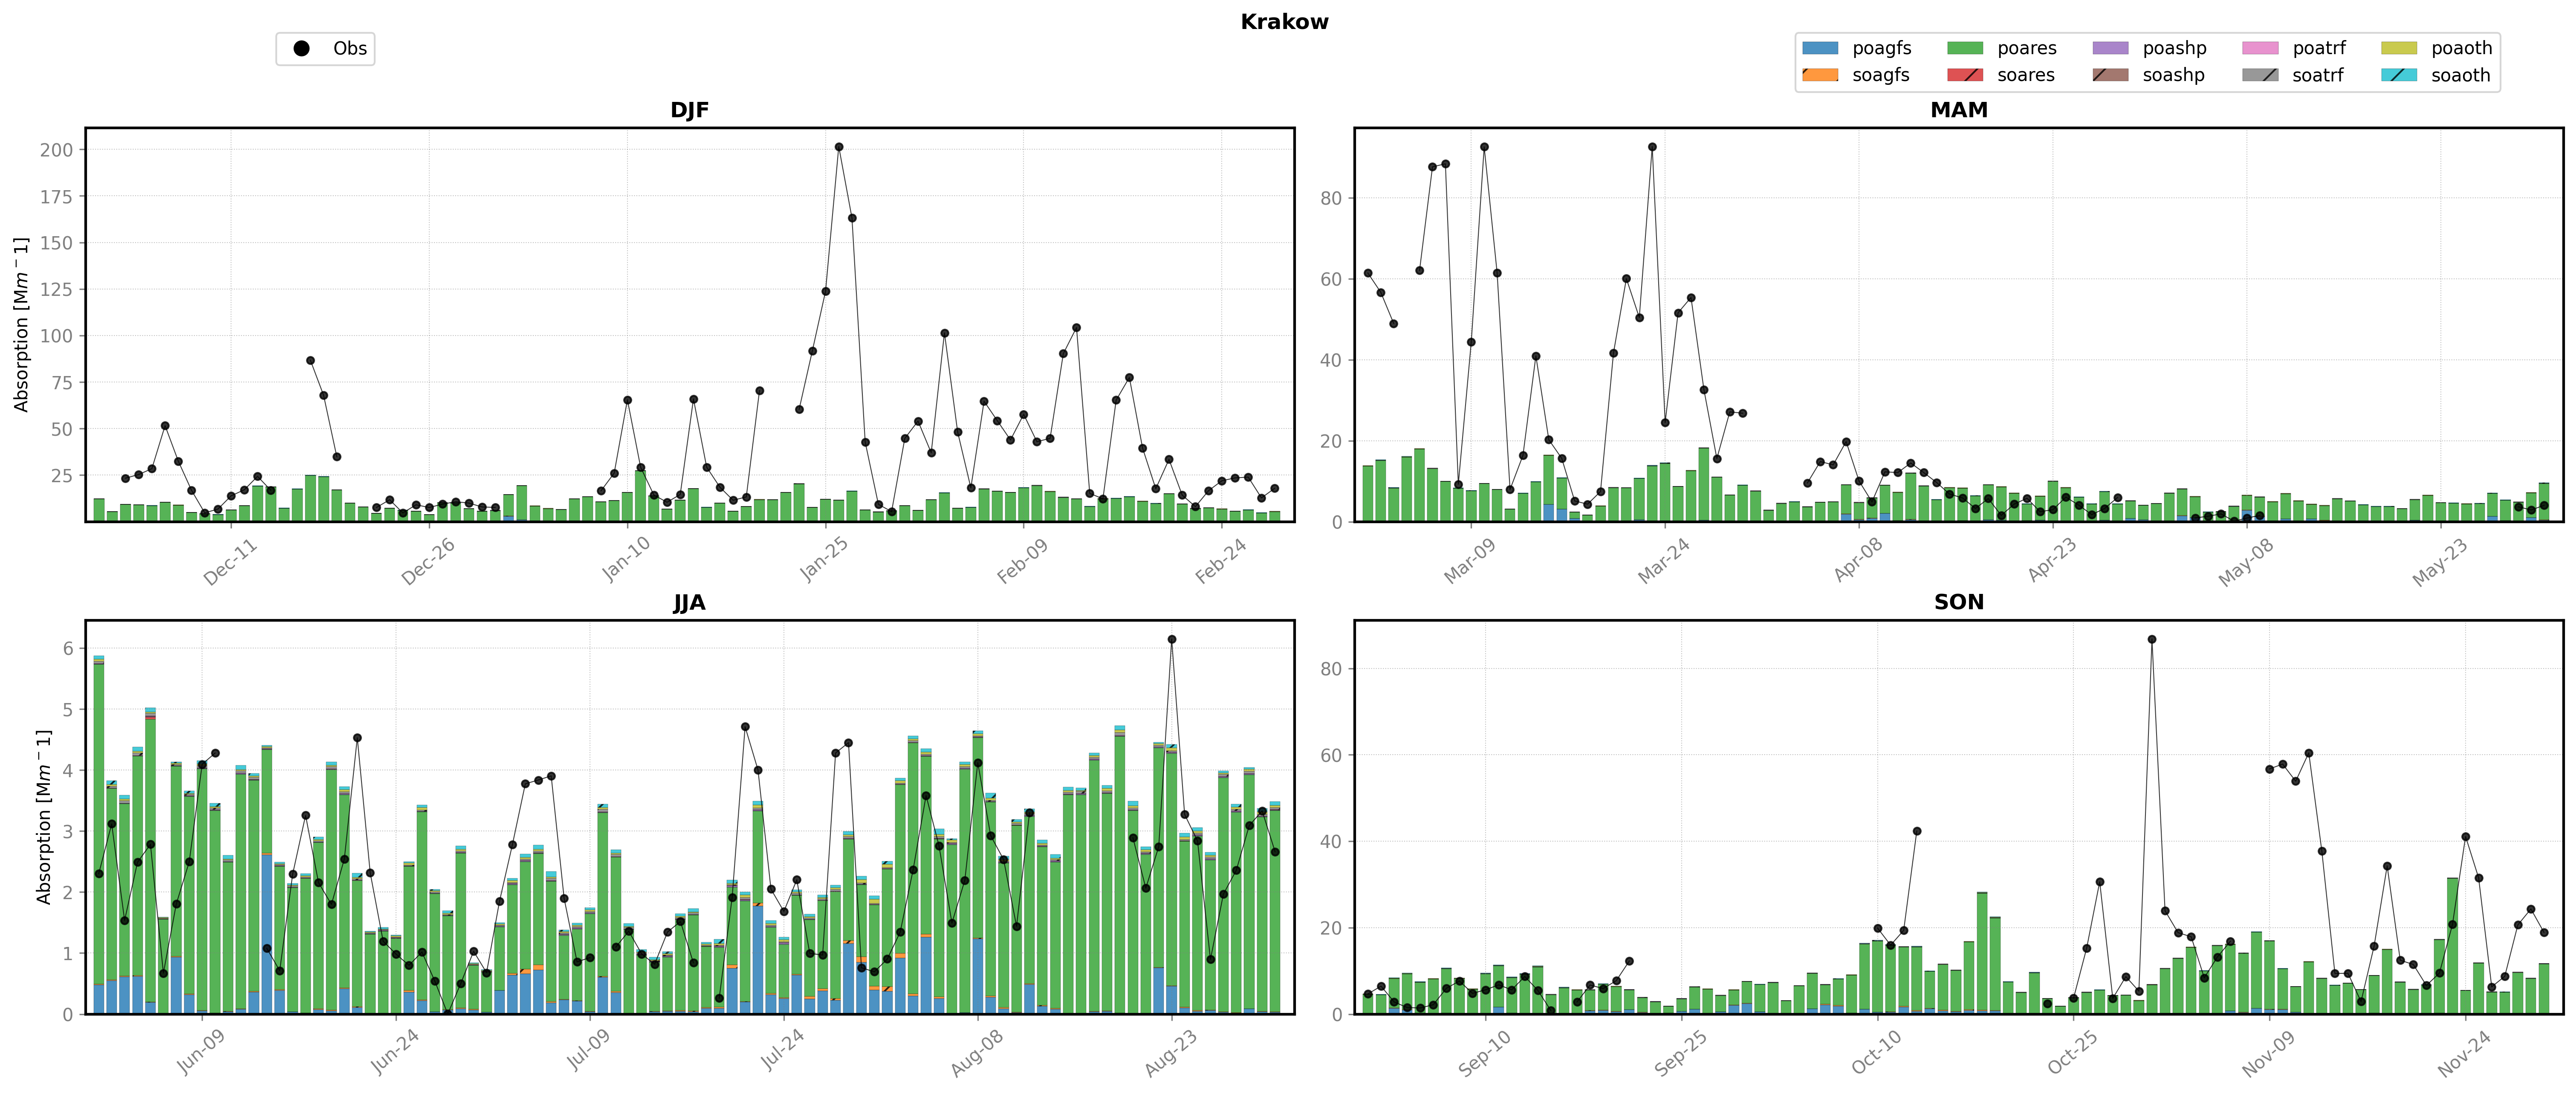 Krakow
Obs
poagfs poares poashp poatrf poaoth
soagfs soares soashp soatrf soaoth
DJF
MAM
Absorption [Mm − 1]
200
175
150
125
100
75
50
25
Dec-11 Dec-26 Jan-10 Jan-25 Feb-09 Feb-24
80
60
40
20
0
Mar-09 Mar-24 Apr-08 Apr-23 May-08 May-23
JJA
SON
Absorption [Mm − 1]
6
5
4
3
2
1
0
Jun-09 Jun-24 Jul-09 Jul-24 Aug-08 Aug-23
80
60
40
20
0
Sep-10 Sep-25 Oct-10 Oct-25 Nov-09 Nov-24